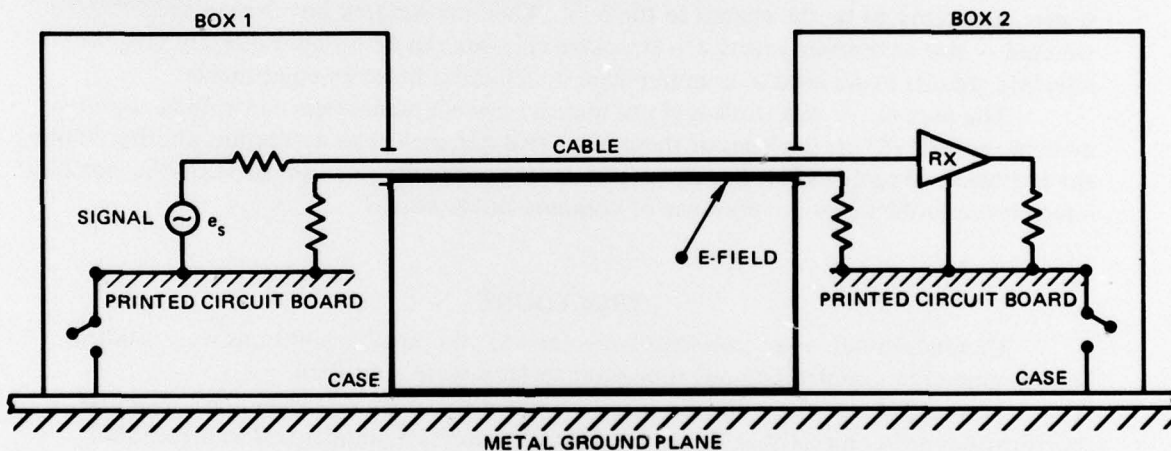 BOX 1
BOX 2
CABLE
RX
SIGNAL
e_s
E-FIELD
PRINTED CIRCUIT BOARD
PRINTED CIRCUIT BOARD
CASE
CASE
METAL GROUND PLANE